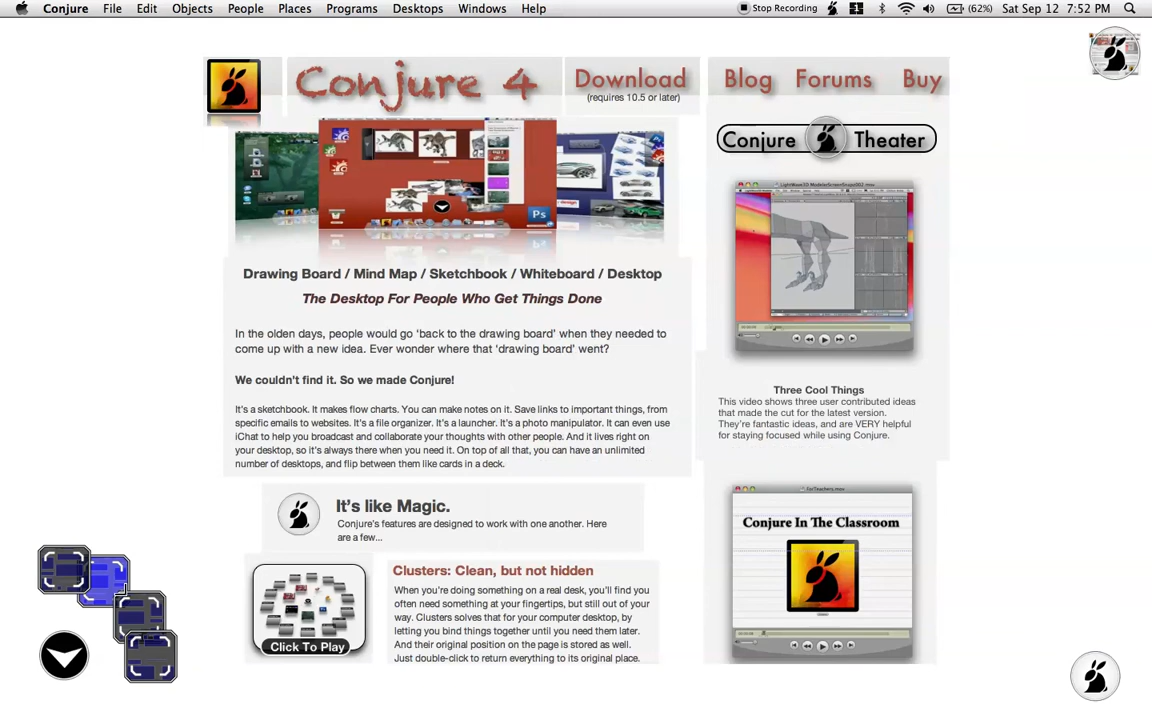 Conjure File Edit Objects People Places Programs Desktops Windows Help Stop Recording 1 (62%) Sat Sep 12 7:52 PM
Conjure 4
Download
(requires 10.5 or later)
Blog Forums Buy
Conjure Theater
Ps
Drawing Board / Mind Map / Sketchbook / Whiteboard / Desktop
The Desktop For People Who Get Things Done
In the olden days, people would go ‘back to the drawing board’ when they needed to
come up with a new idea. Ever wonder where that ‘drawing board’ went?
We couldn’t find it. So we made Conjure!
It’s a sketchbook. It makes flow charts. You can make notes on it. Save links to important things, from
specific emails to websites. It’s a file organizer. It’s a launcher. It’s a photo manipulator. It can even use
iChat to help you broadcast and collaborate your thoughts with other people. And it lives right on
your desktop, so it’s always there when you need it. On top of all that, you can have an unlimited
number of desktops, and flip between them like cards in a deck.
It’s like Magic.
Conjure’s features are designed to work with one another. Here
are a few...
Click To Play
Clusters: Clean, but not hidden
When you’re doing something on a real desk, you’ll find you
often need something at your fingertips, but still out of your
way. Clusters solves that for your computer desktop, by
letting you bind things together until you need them later.
And their original position on the page is stored as well.
Just double-click to return everything to its original place.
LightWave3D ModelerScreenSnapz002.mov
Three Cool Things
This video shows three user contributed ideas
that made the cut for the latest version.
They’re fantastic ideas, and are VERY helpful
for staying focused while using Conjure.
ForTeachers.mov
Conjure In The Classroom